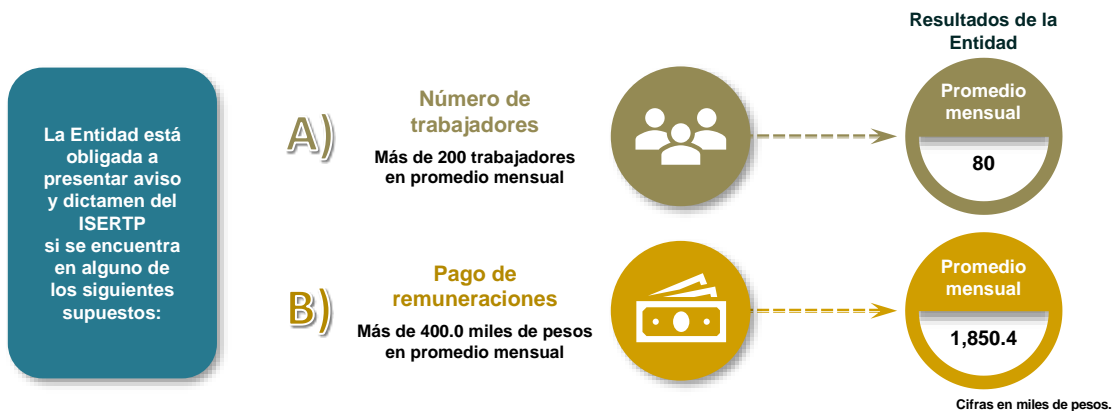 La Entidad está
obligada a
presentar aviso
y dictamen del
ISERTP
si se encuentra
en alguno de
los siguientes
supuestos:
A)
Número de
trabajadores
Más de 200 trabajadores
en promedio mensual
Resultados de la
Entidad
Promedio
mensual
80
B)
Pago de
remuneraciones
Más de 400.0 miles de pesos
en promedio mensual
Promedio
mensual
1,850.4
Cifras en miles de pesos.